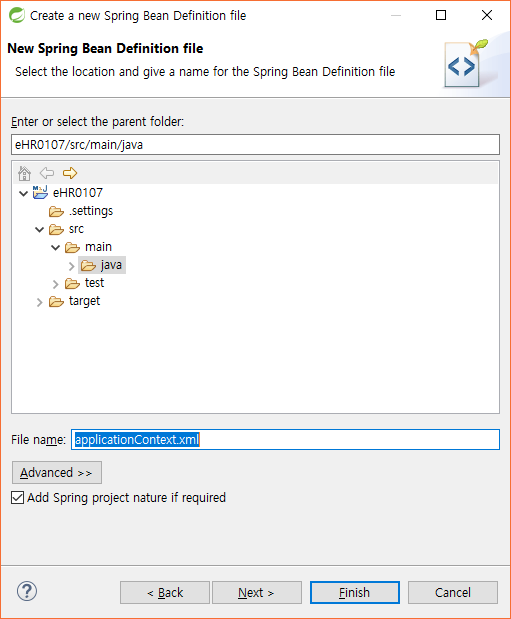 Create a new Spring Bean Definition file
New Spring Bean Definition file
Select the location and give a name for the Spring Bean Definition file
Enter or select the parent folder:
eHR0107/src/main/java
eHR0107
.settings
src
main
java
test
target
File name: applicationContext.xml
Advanced >>
Add Spring project nature if required
< Back Next > Finish Cancel